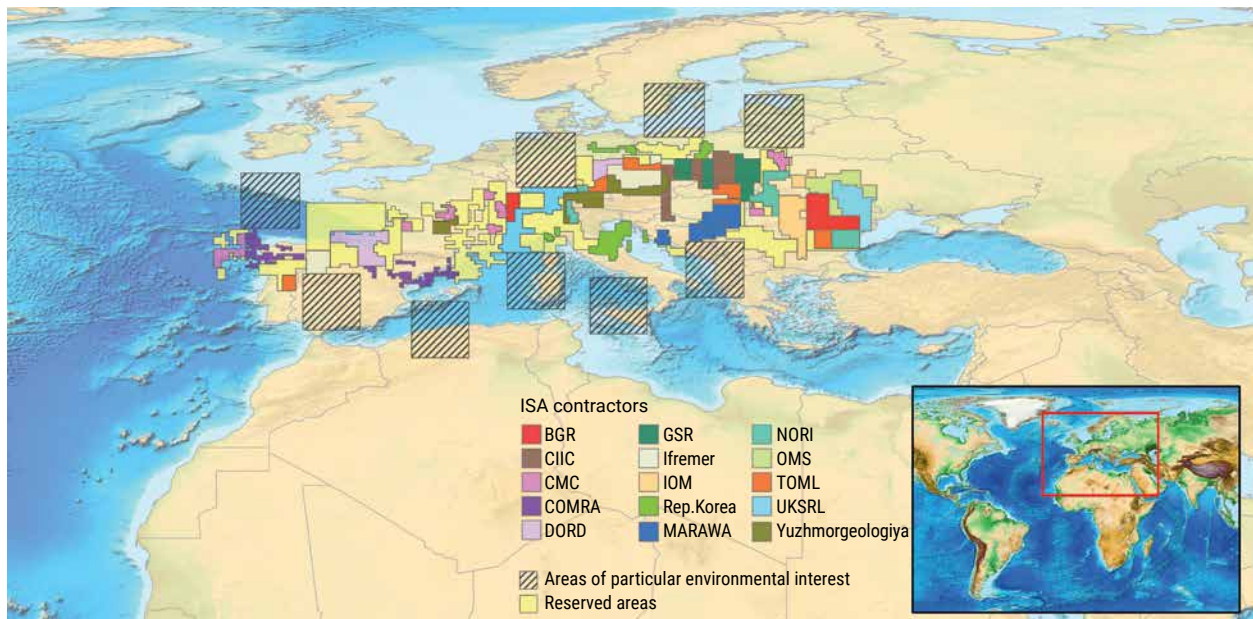 ISA contractors
BGR
CIIC
CMC
COMRA
DORD
GSR
Ifremer
IOM
Rep.Korea
MARAWA
NORI
OMS
TOML
UKSRL
Yuzhmorgeologiya
Areas of particular environmental interest
Reserved areas